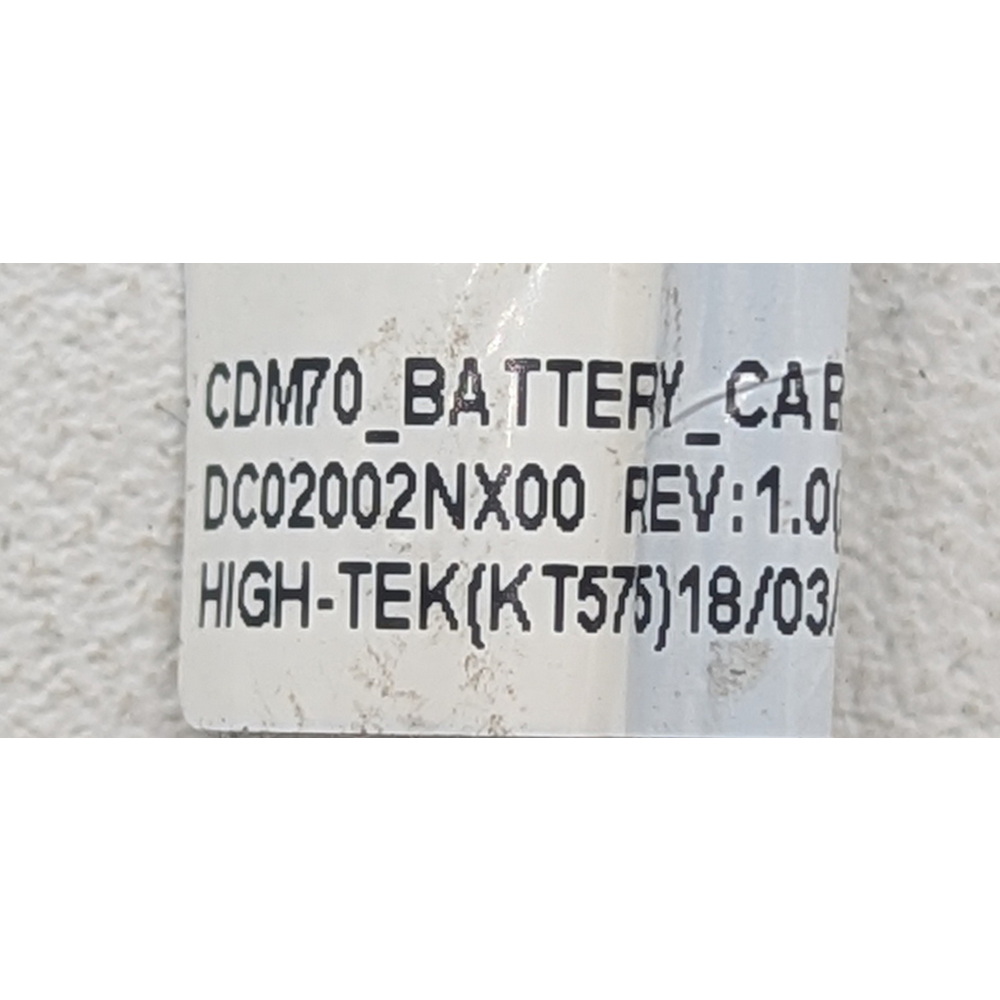 CDM70_BATTERY_CAB
DC02002NX00 REV:1.0(
HIGH-TEK(KT575)18/03/